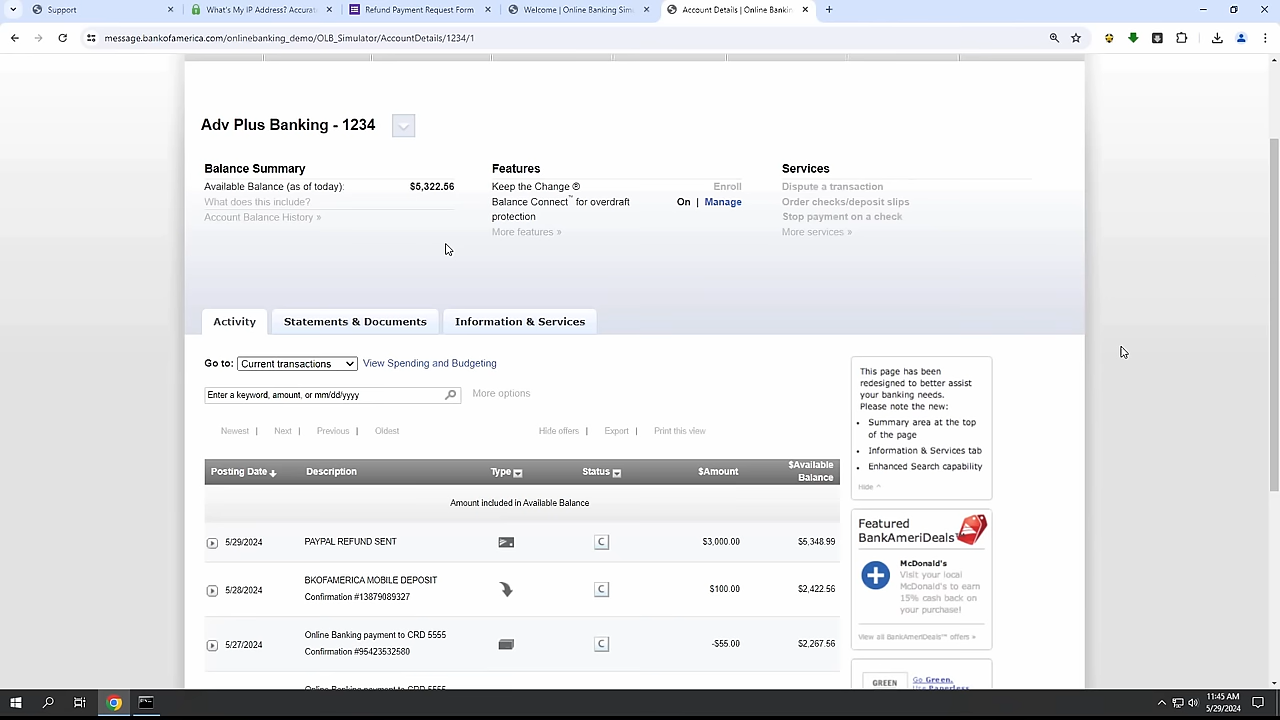 Support
What's My IP Address? Accurat
Refund Payment Request Form
Welcome | Online Banking Sim
Account Details | Online Bankin
message.bankofamerica.com/onlinebanking_demo/OLB_Simulator/AccountDetails/1234/1
Adv Plus Banking - 1234
Balance Summary
Available Balance (as of today): $5,322.56
What does this include?
Account Balance History »
Features
Keep the Change ® Enroll
Balance Connect™ for overdraft On | Manage
protection
More features »
Services
Dispute a transaction
Order checks/deposit slips
Stop payment on a check
More services »
Activity
Statements & Documents
Information & Services
Go to: Current transactions View Spending and Budgeting
Enter a keyword, amount, or mm/dd/yyyy More options
Newest | Next | Previous | Oldest Hide offers | Export | Print this view
Posting Date Description Type Status $Amount $Available
Balance
Amount included in Available Balance
5/29/2024 PAYPAL REFUND SENT C $3,000.00 $5,348.99
5/28/2024 BKOFAMERICA MOBILE DEPOSIT C $100.00 $2,422.56
Confirmation #13879089327
5/27/2024 Online Banking payment to CRD 5555 C -$55.00 $2,267.56
Confirmation #95423532580
Online Banking payment to CRD 5555
This page has been
redesigned to better assist
your banking needs.
Please note the new:
• Summary area at the top
of the page
• Information & Services tab
• Enhanced Search capability
Hide ^
Featured
BankAmeriDeals™
McDonald's
Visit your local
McDonald's to earn
15% cash back on
your purchase!
View all BankAmeriDeals™ offers »
GREEN
Go Green.
Use Paperless
11:45 AM
5/29/2024